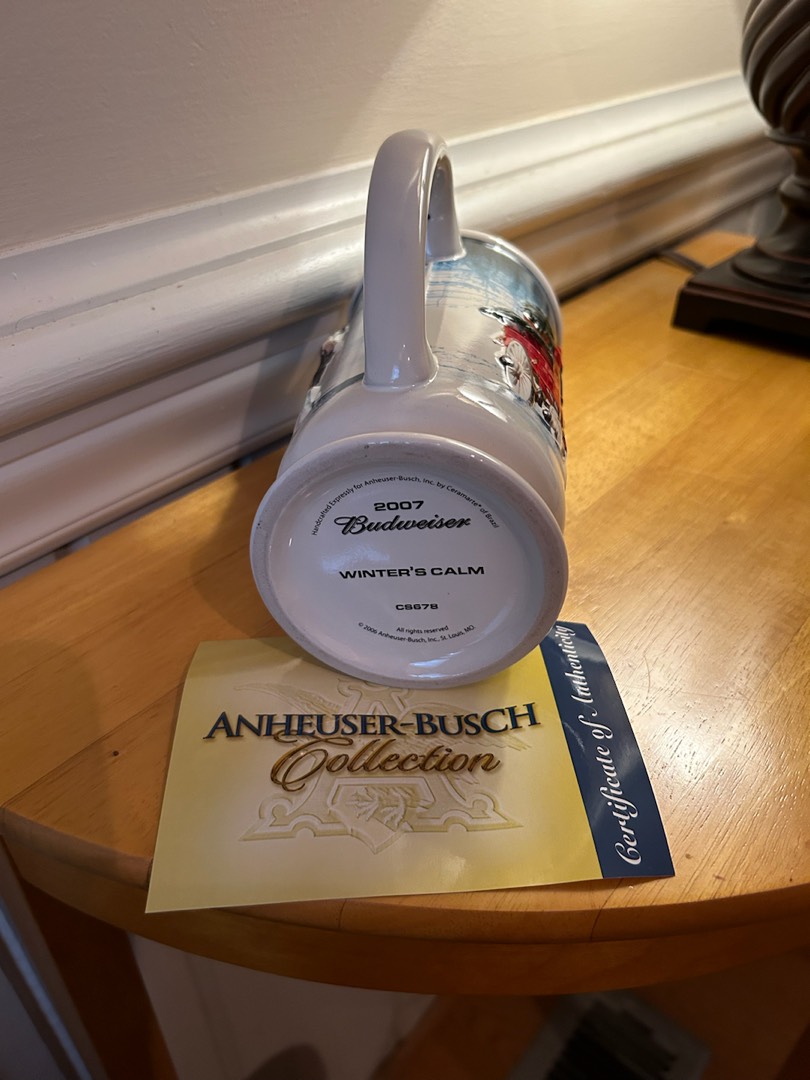 Handcrafted Expressly for Anheuser-Busch, Inc. by Ceramarte® of Brazil
2007
Budweiser
WINTER'S CALM
CS678
All rights reserved
© 2006 Anheuser-Busch, Inc., St. Louis, MO.
ANHEUSER-BUSCH
Collection
Certificate of Authenticity